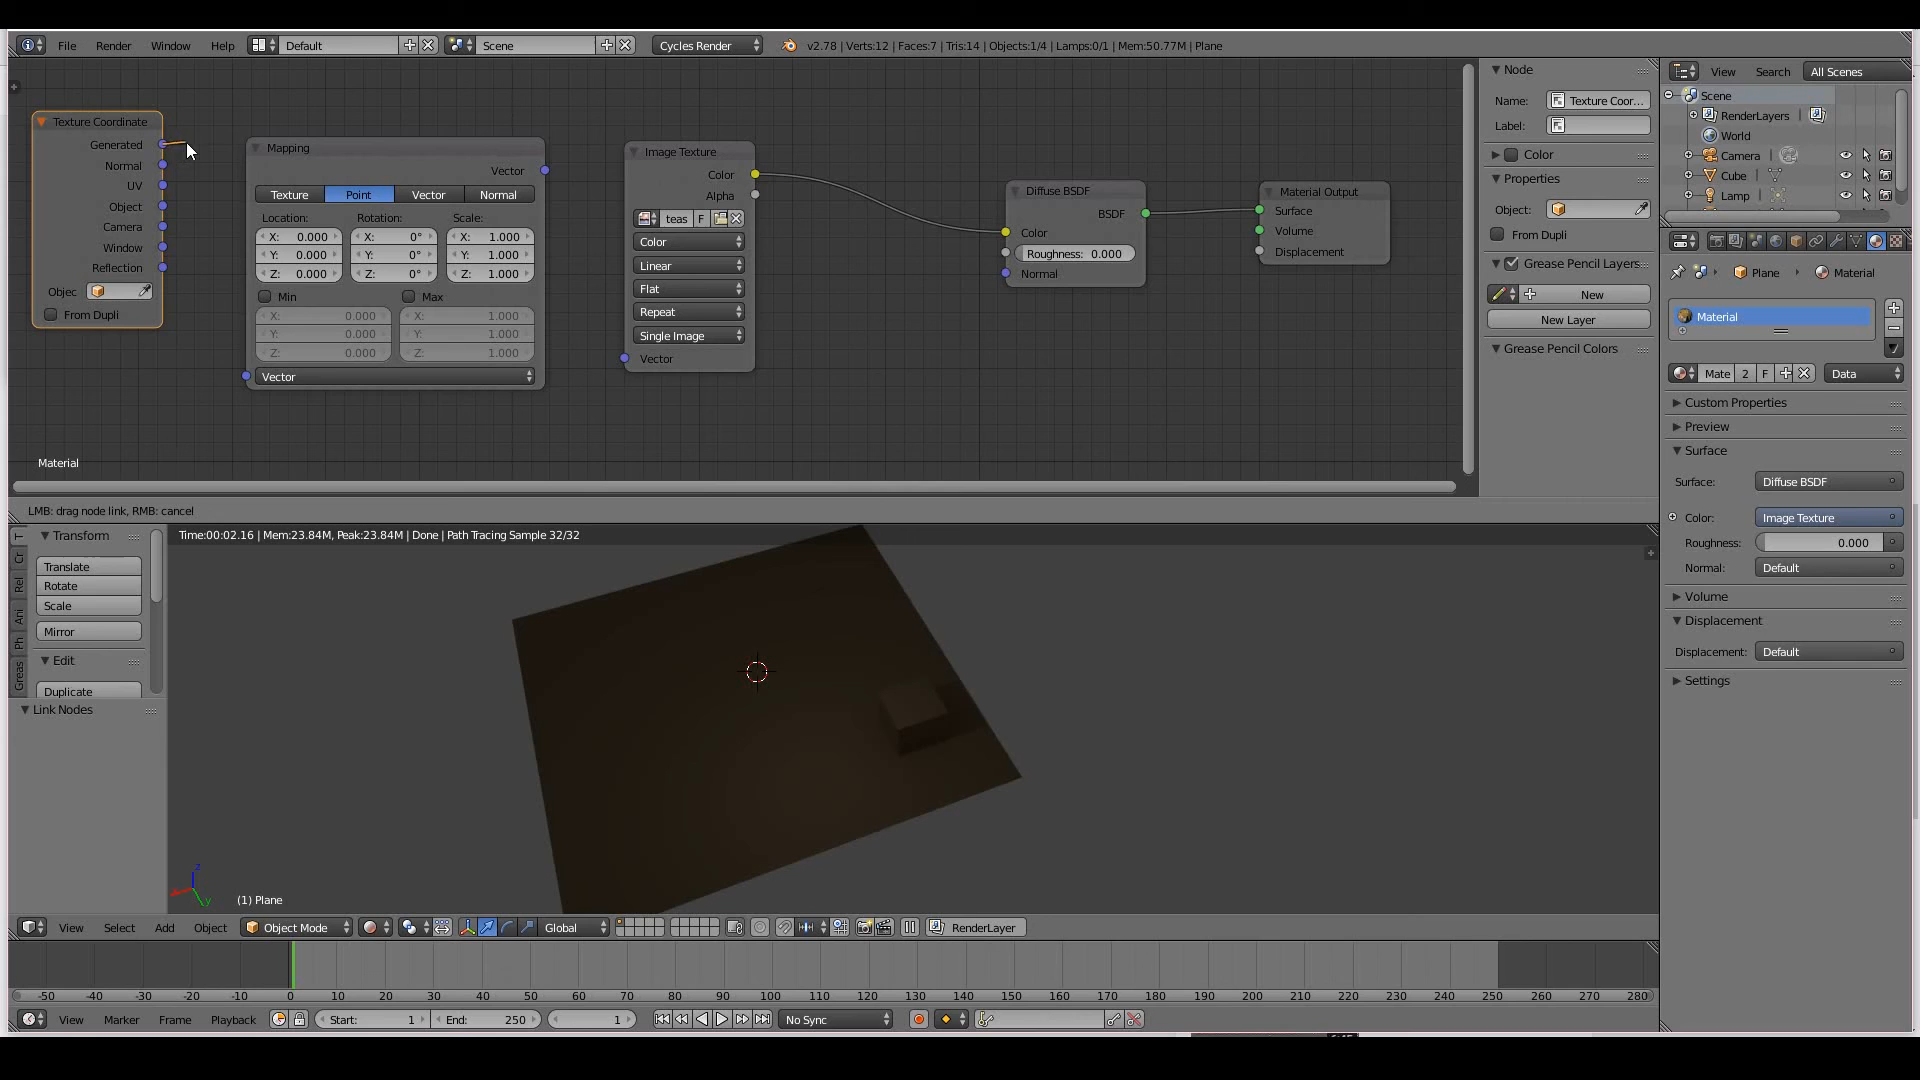 File Render Window Help Default Scene Cycles Render v2.78 | Verts:12 | Faces:7 | Tris:14 | Objects:1/4 | Lamps:0/1 | Mem:50.77M | Plane
Texture Coordinate
Generated
Normal
UV
Object
Camera
Window
Reflection
Objec
From Dupli
Mapping
Vector
Texture Point Vector Normal
Location: Rotation: Scale:
X: 0.000 X: 0° X: 1.000
Y: 0.000 Y: 0° Y: 1.000
Z: 0.000 Z: 0° Z: 1.000
Min Max
X: 0.000 X: 1.000
Y: 0.000 Y: 1.000
Z: 0.000 Z: 1.000
Vector
Image Texture
Color
Alpha
teas F
Color
Linear
Flat
Repeat
Single Image
Vector
Diffuse BSDF
BSDF
Color
Roughness: 0.000
Normal
Material Output
Surface
Volume
Displacement
Material
Node
Name: Texture Coor...
Label:
Color
Properties
Object:
From Dupli
Grease Pencil Layers
New
New Layer
Grease Pencil Colors
View Search All Scenes
Scene
RenderLayers
World
Camera
Cube
Lamp
Plane Material
Material
Mate 2 F Data
Custom Properties
Preview
Surface
Surface: Diffuse BSDF
Color: Image Texture
Roughness: 0.000
Normal: Default
Volume
Displacement
Displacement: Default
Settings
LMB: drag node link, RMB: cancel
T
Cr
Rel
Ani
Ph
Greas
Transform
Translate
Rotate
Scale
Mirror
Edit
Duplicate
Link Nodes
Time:00:02.16 | Mem:23.84M, Peak:23.84M | Done | Path Tracing Sample 32/32
z
x
y
(1) Plane
View Select Add Object Object Mode Global RenderLayer
-50 -40 -30 -20 -10 0 10 20 30 40 50 60 70 80 90 100 110 120 130 140 150 160 170 180 190 200 210 220 230 240 250 260 270 280
View Marker Frame Playback Start: 1 End: 250 1 No Sync